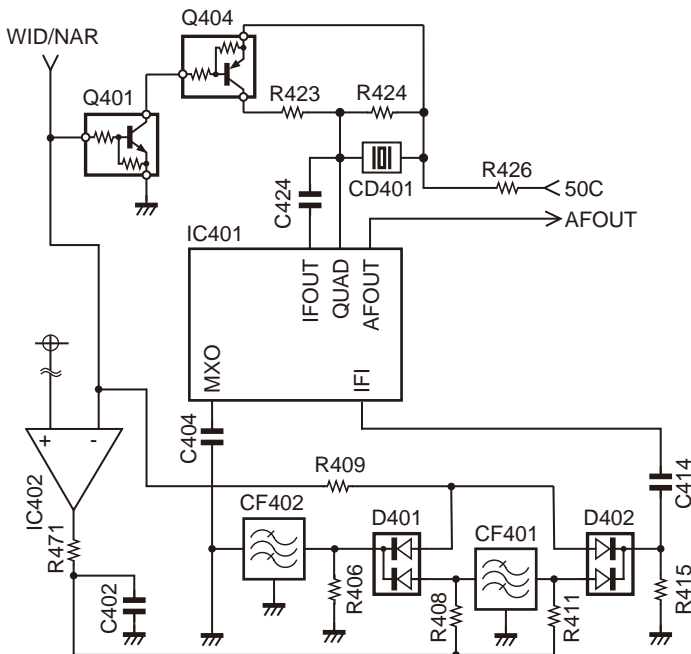 Q404
WID/NAR
Q401
R423
R424
R426
50C
C424
CD401
AFOUT
IC401
IFOUT
QUAD
AFOUT
MXO
IFI
C404
+
-
IC402
R409
C414
CF402
D401
CF401
D402
R471
C402
R406
R408
R411
R415